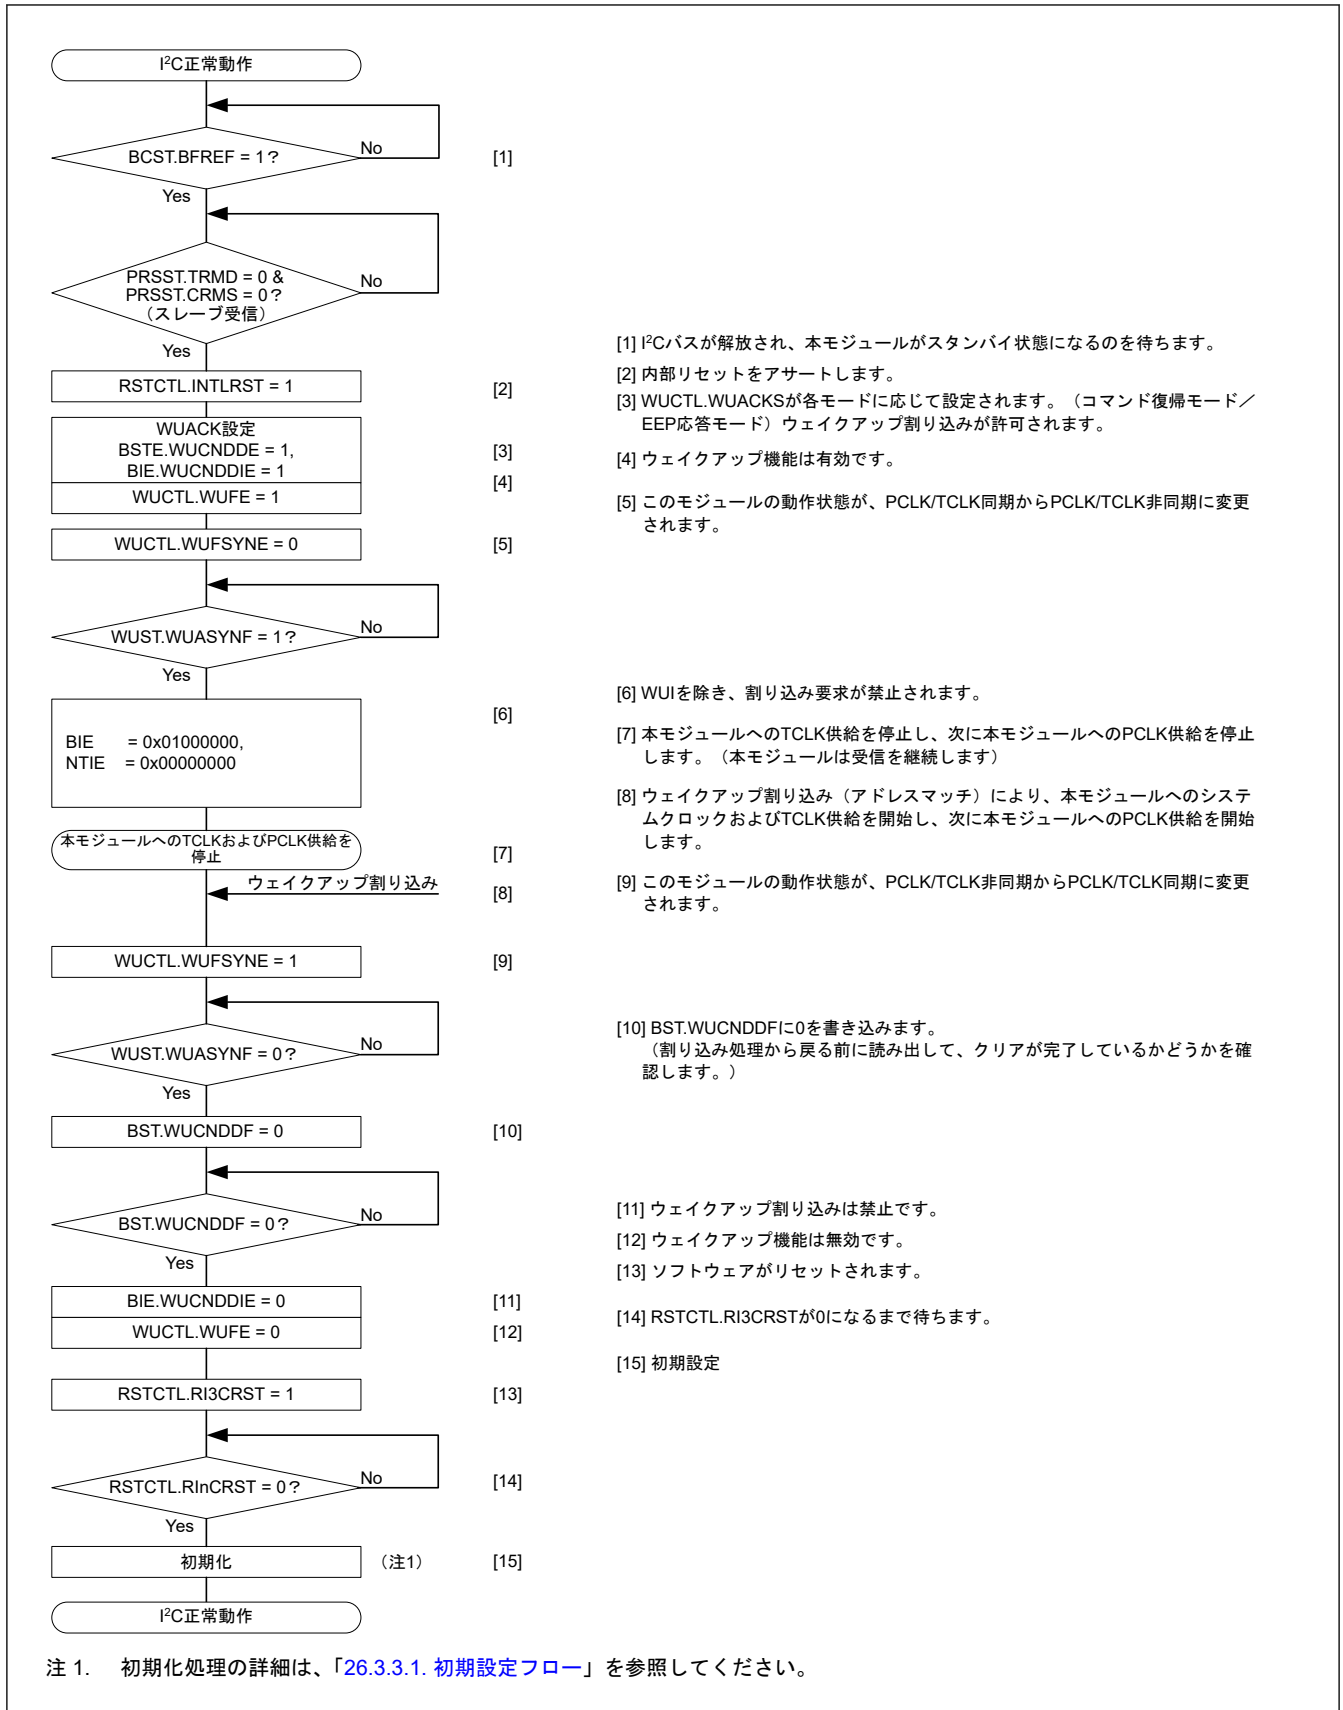 I²C正常動作
BCST.BFREF = 1?
No
[1]
Yes
PRSST.TRMD = 0 &
PRSST.CRMS = 0?
（スレーブ受信）
No
Yes
RSTCTL.INTLRST = 1
[2]
WUACK設定
BSTE.WUCNDDE = 1,
BIE.WUCNDDIE = 1
[3]
WUCTL.WUFE = 1
[4]
WUCTL.WUFSYNE = 0
[5]
WUST.WUASYNF = 1?
No
Yes
BIE = 0x01000000,
NTIE = 0x00000000
[6]
本モジュールへのTCLKおよびPCLK供給を
停止
[7]
ウェイクアップ割り込み
[8]
WUCTL.WUFSYNE = 1
[9]
WUST.WUASYNF = 0?
No
Yes
BST.WUCNDDF = 0
[10]
BST.WUCNDDF = 0?
No
Yes
BIE.WUCNDDIE = 0
[11]
WUCTL.WUFE = 0
[12]
RSTCTL.RI3CRST = 1
[13]
RSTCTL.RInCRST = 0?
No
[14]
Yes
初期化
（注1）
[15]
I²C正常動作
[1] I²Cバスが解放され、本モジュールがスタンバイ状態になるのを待ちます。
[2] 内部リセットをアサートします。
[3] WUCTL.WUACKSが各モードに応じて設定されます。（コマンド復帰モード／
EEP応答モード）ウェイクアップ割り込みが許可されます。
[4] ウェイクアップ機能は有効です。
[5] このモジュールの動作状態が、PCLK/TCLK同期からPCLK/TCLK非同期に変更
されます。
[6] WUIを除き、割り込み要求が禁止されます。
[7] 本モジュールへのTCLK供給を停止し、次に本モジュールへのPCLK供給を停止
します。（本モジュールは受信を継続します）
[8] ウェイクアップ割り込み（アドレスマッチ）により、本モジュールへのシステ
ムクロックおよびTCLK供給を開始し、次に本モジュールへのPCLK供給を開始
します。
[9] このモジュールの動作状態が、PCLK/TCLK非同期からPCLK/TCLK同期に変更
されます。
[10] BST.WUCNDDFに0を書き込みます。
（割り込み処理から戻る前に読み出して、クリアが完了しているかどうかを確
認します。）
[11] ウェイクアップ割り込みは禁止です。
[12] ウェイクアップ機能は無効です。
[13] ソフトウェアがリセットされます。
[14] RSTCTL.RI3CRSTが0になるまで待ちます。
[15] 初期設定
注 1. 初期化処理の詳細は、「26.3.3.1. 初期設定フロー」を参照してください。